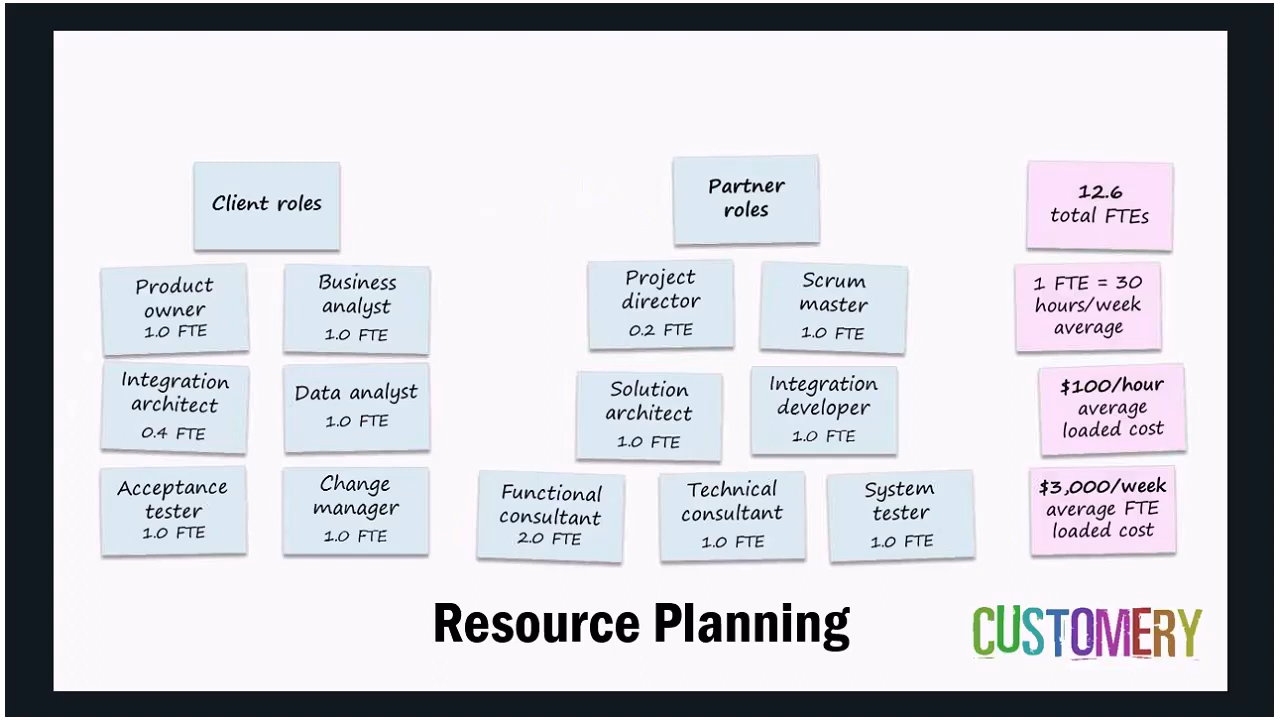 Client roles
Product
owner
1.0 FTE
Business
analyst
1.0 FTE
Integration
architect
0.4 FTE
Data analyst
1.0 FTE
Acceptance
tester
1.0 FTE
Change
manager
1.0 FTE
Partner
roles
Project
director
0.2 FTE
Scrum
master
1.0 FTE
Solution
architect
1.0 FTE
Integration
developer
1.0 FTE
Functional
consultant
2.0 FTE
Technical
consultant
1.0 FTE
System
tester
1.0 FTE
12.6
total FTEs
1 FTE = 30
hours/week
average
$100/hour
average
loaded cost
$3,000/week
average FTE
loaded cost
Resource Planning
CUSTOMERY